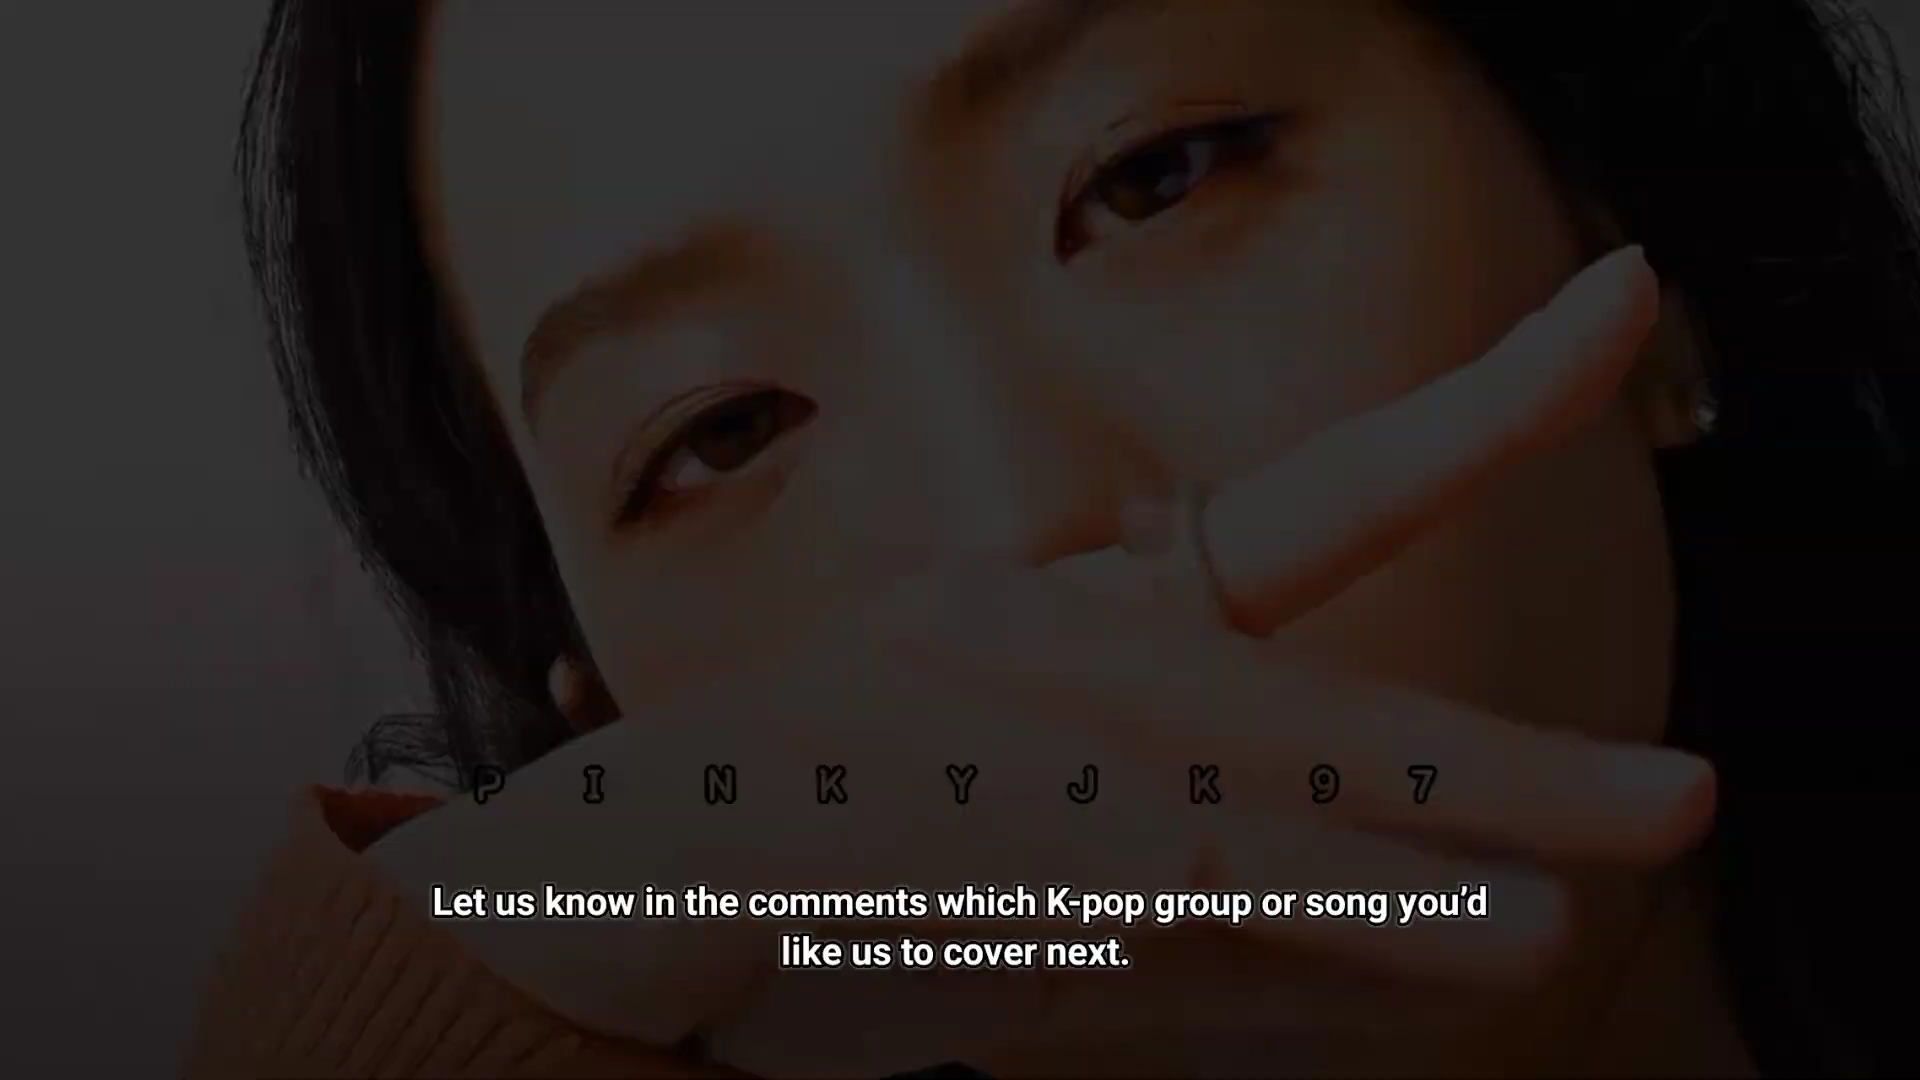 P I N K Y J K 9 7
Let us know in the comments which K-pop group or song you’d
like us to cover next.